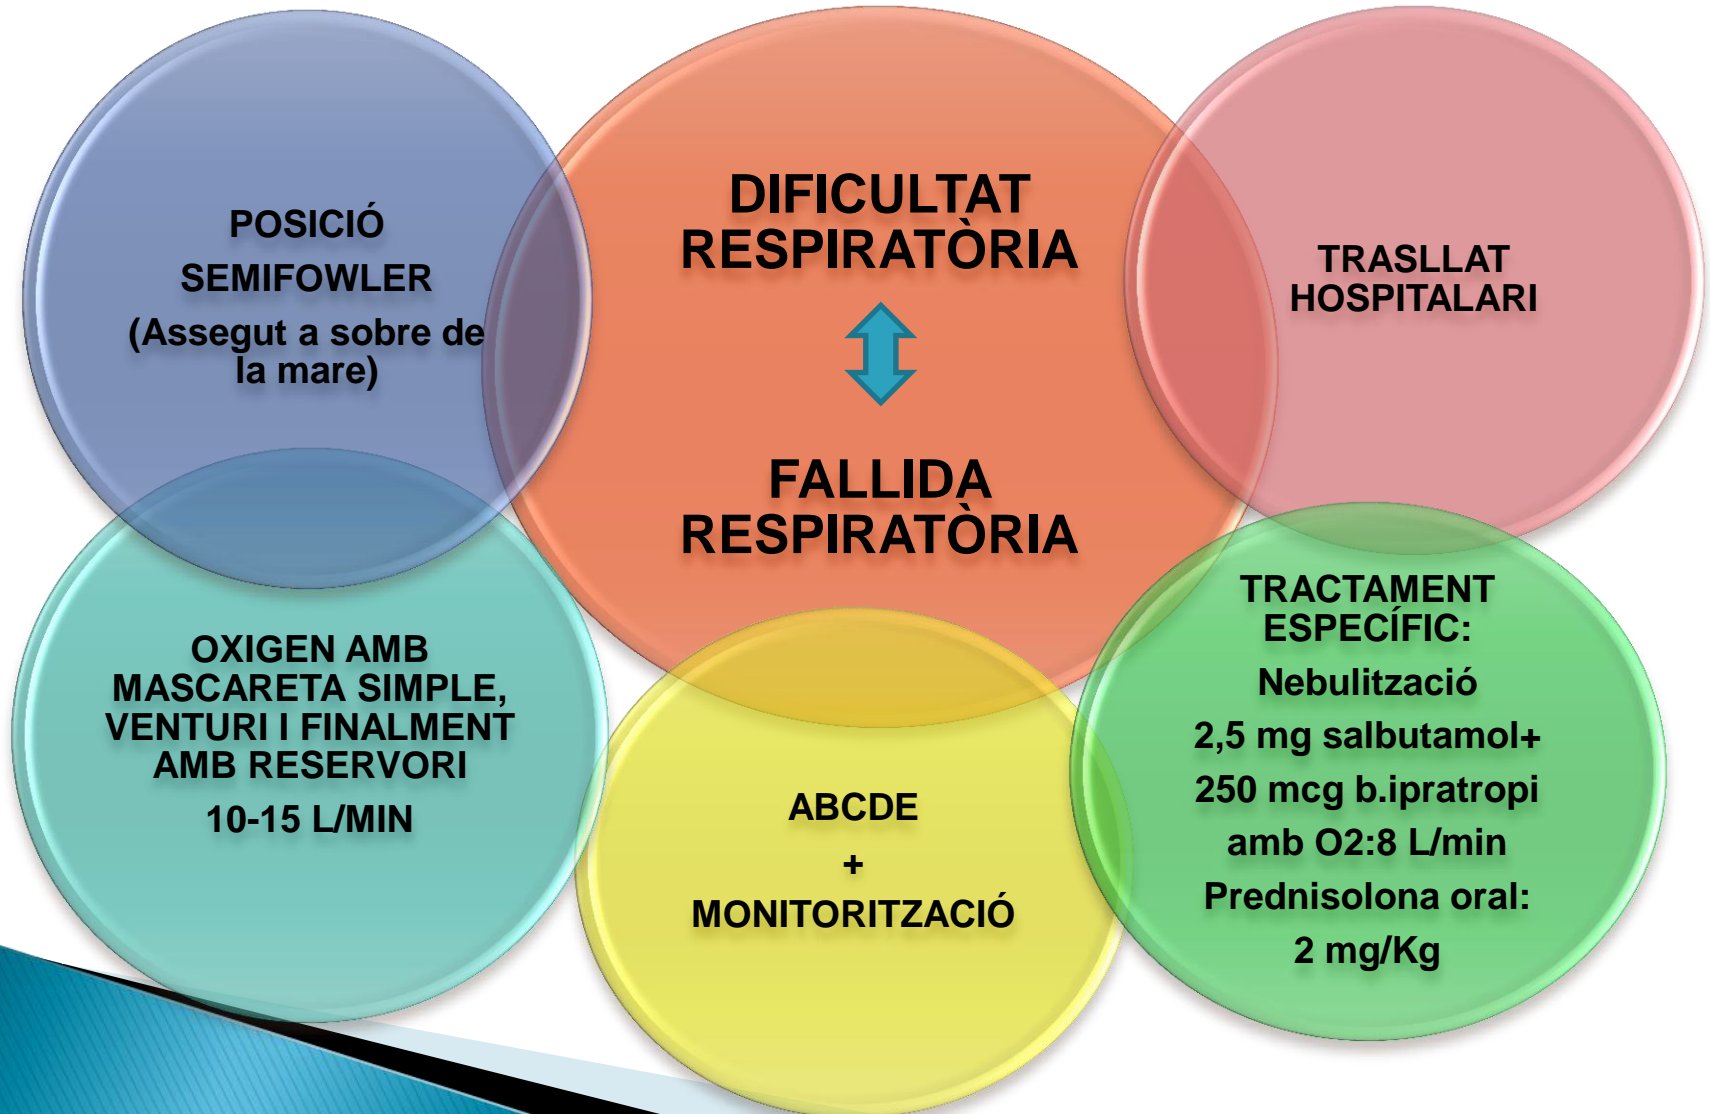 POSICIÓ
SEMIFOWLER
(Assegut a sobre de
la mare)
DIFICULTAT
RESPIRATÒRIA
FALLIDA
RESPIRATÒRIA
TRASLLAT
HOSPITALARI
OXIGEN AMB
MASCARETA SIMPLE,
VENTURI I FINALMENT
AMB RESERVORI
10-15 L/MIN
ABCDE
+
MONITORITZACIÓ
TRACTAMENT
ESPECÍFIC:
Nebulització
2,5 mg salbutamol+
250 mcg b.ipratropi
amb O2:8 L/min
Prednisolona oral:
2 mg/Kg